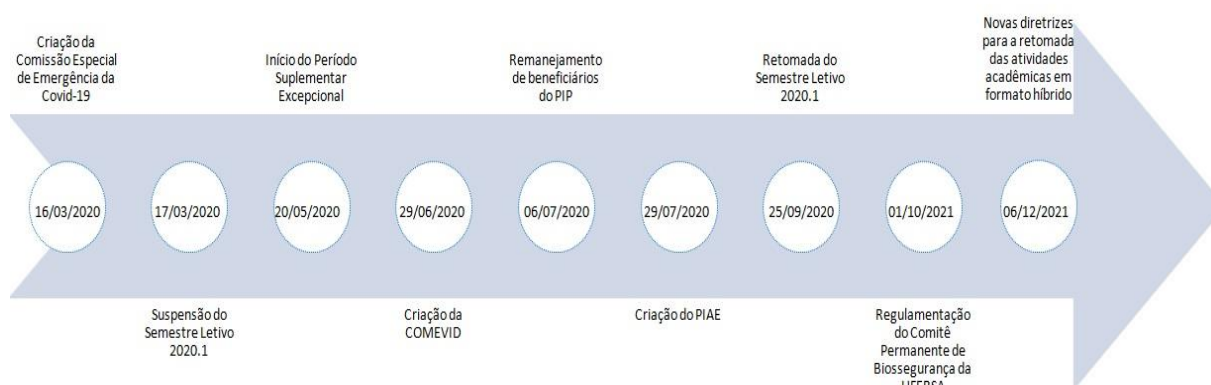 Criação da
Comissão Especial
de Emergência da
Covid-19
Início do Período
Suplementar
Excepcional
Remanejamento
de beneficiários
do PIP
Retomada do
Semestre Letivo
2020.1
Novas diretrizes
para a retomada
das atividades
acadêmicas em
formato híbrido
16/03/2020
17/03/2020
20/05/2020
29/06/2020
06/07/2020
29/07/2020
25/09/2020
01/10/2021
06/12/2021
Suspensão do
Semestre Letivo
2020.1
Criação da
COMEVID
Criação do PIAE
Regulamentação
do Comitê
Permanente de
Biossegurança da